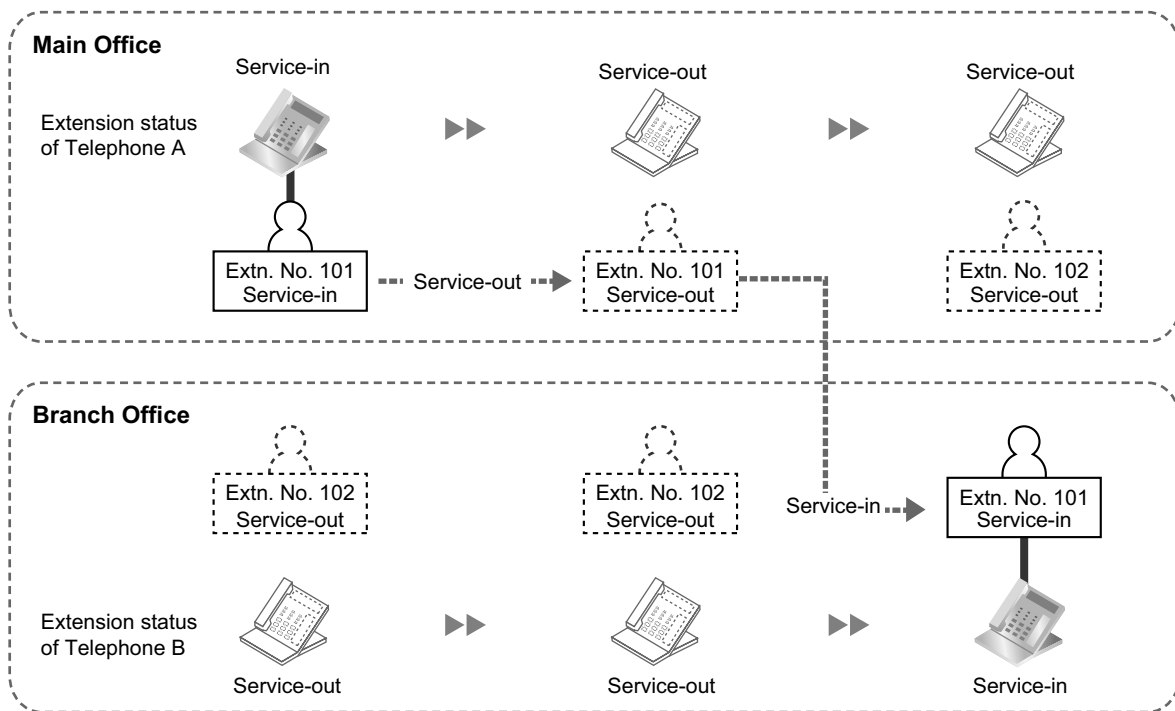 Main Office
Service-in
Service-out
Service-out
Extension status
of Telephone A
Extn. No. 101
Service-in
Service-out
Extn. No. 101
Service-out
Extn. No. 102
Service-out
Branch Office
Extn. No. 102
Service-out
Extn. No. 102
Service-out
Service-in
Extn. No. 101
Service-in
Extension status
of Telephone B
Service-out
Service-out
Service-in